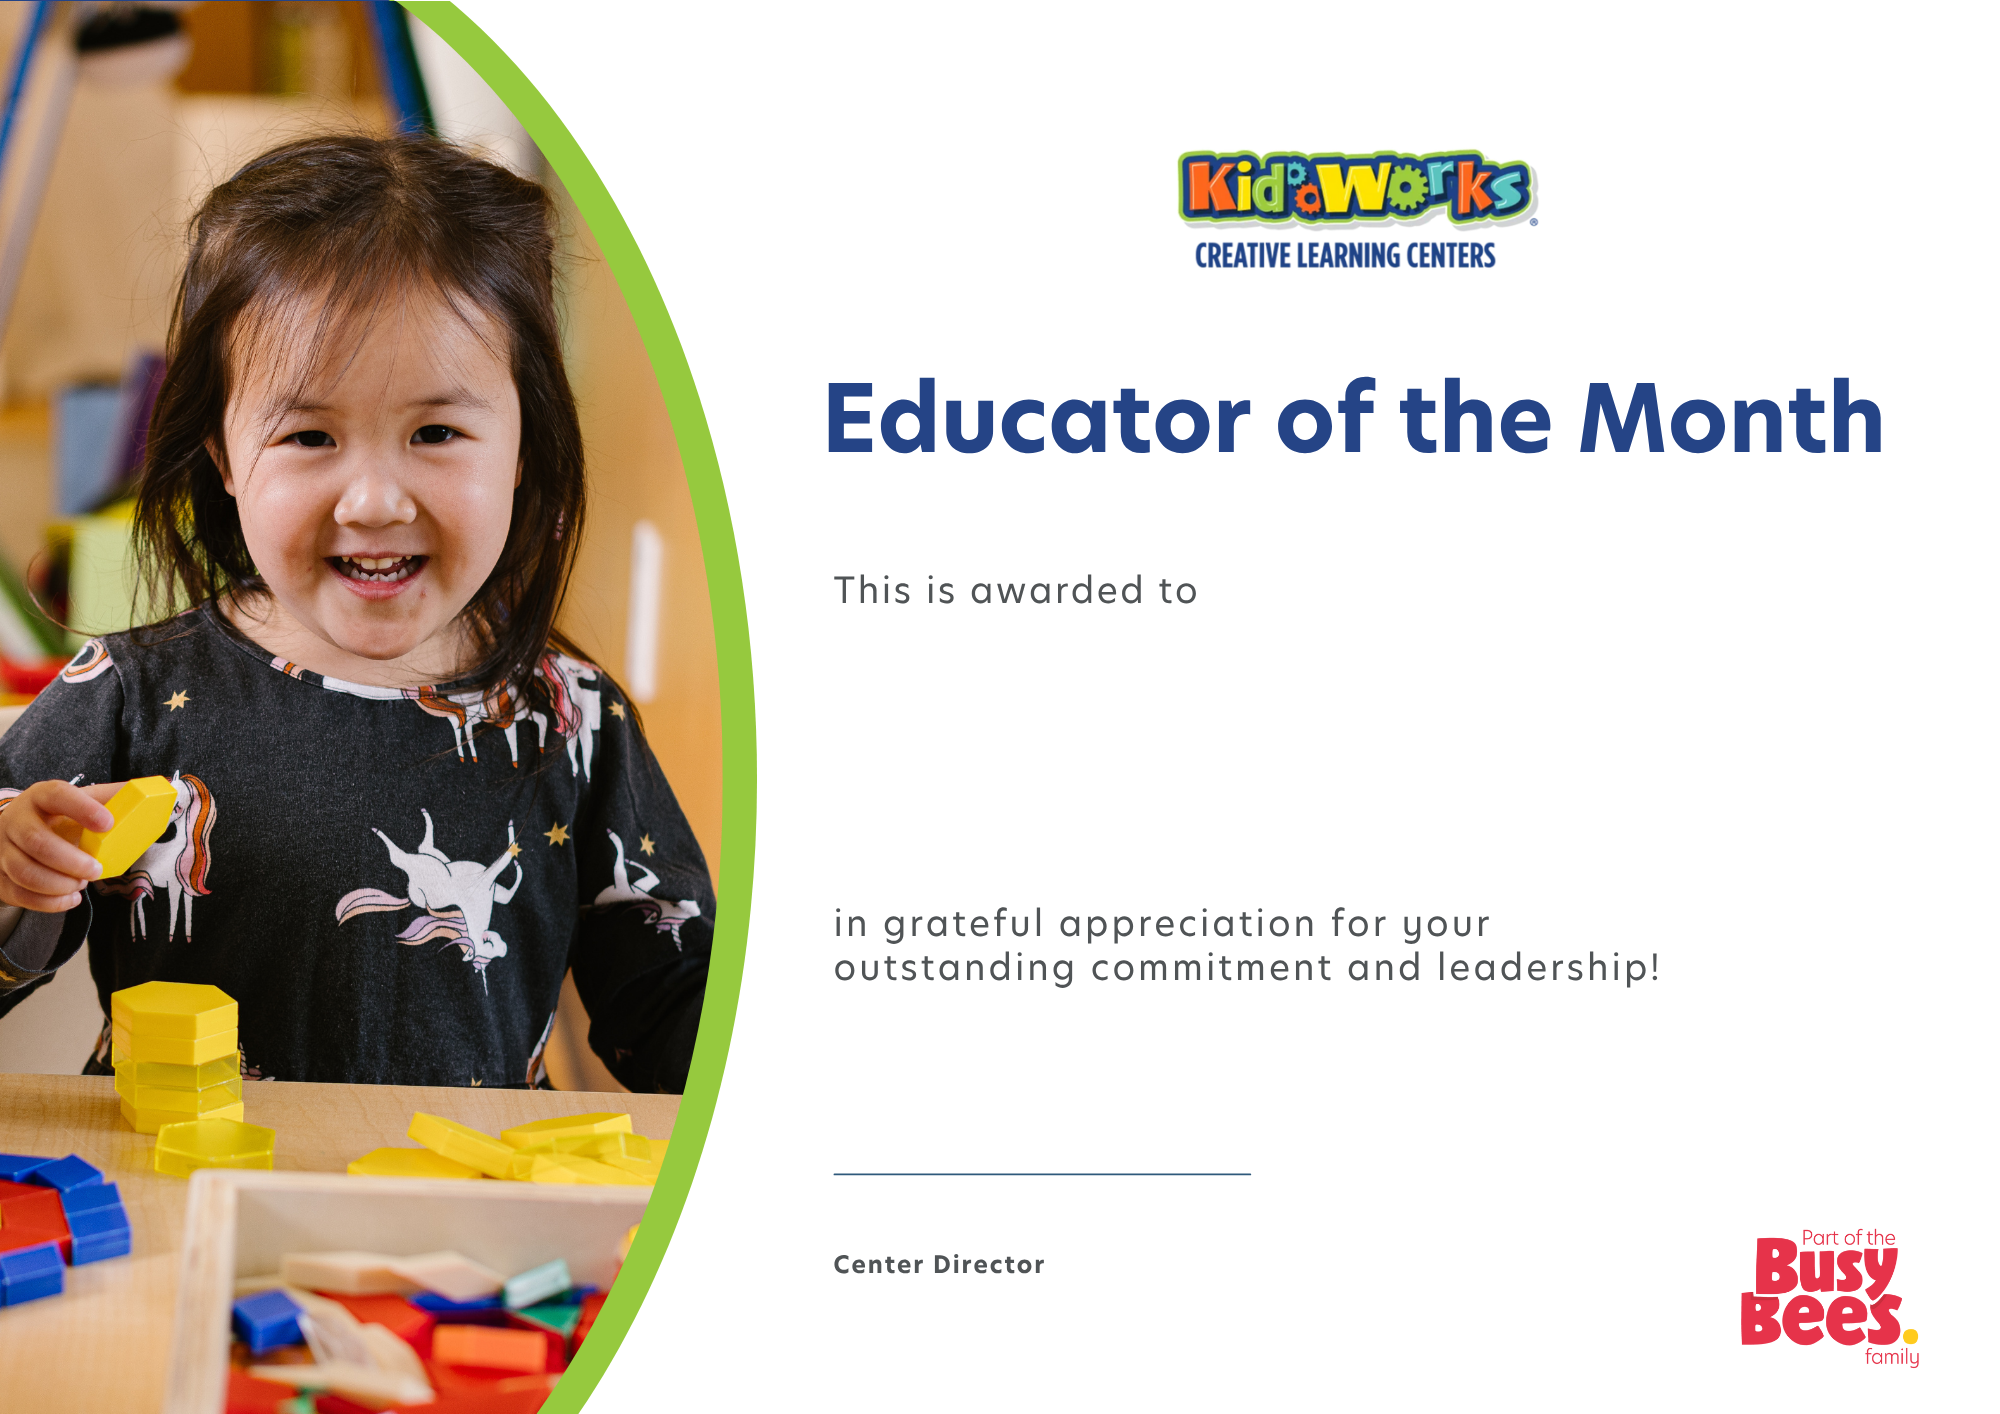 KidWorks®
CREATIVE LEARNING CENTERS
Educator of the Month
This is awarded to
in grateful appreciation for your
outstanding commitment and leadership!
Center Director
Part of the
Busy
Bees.
family